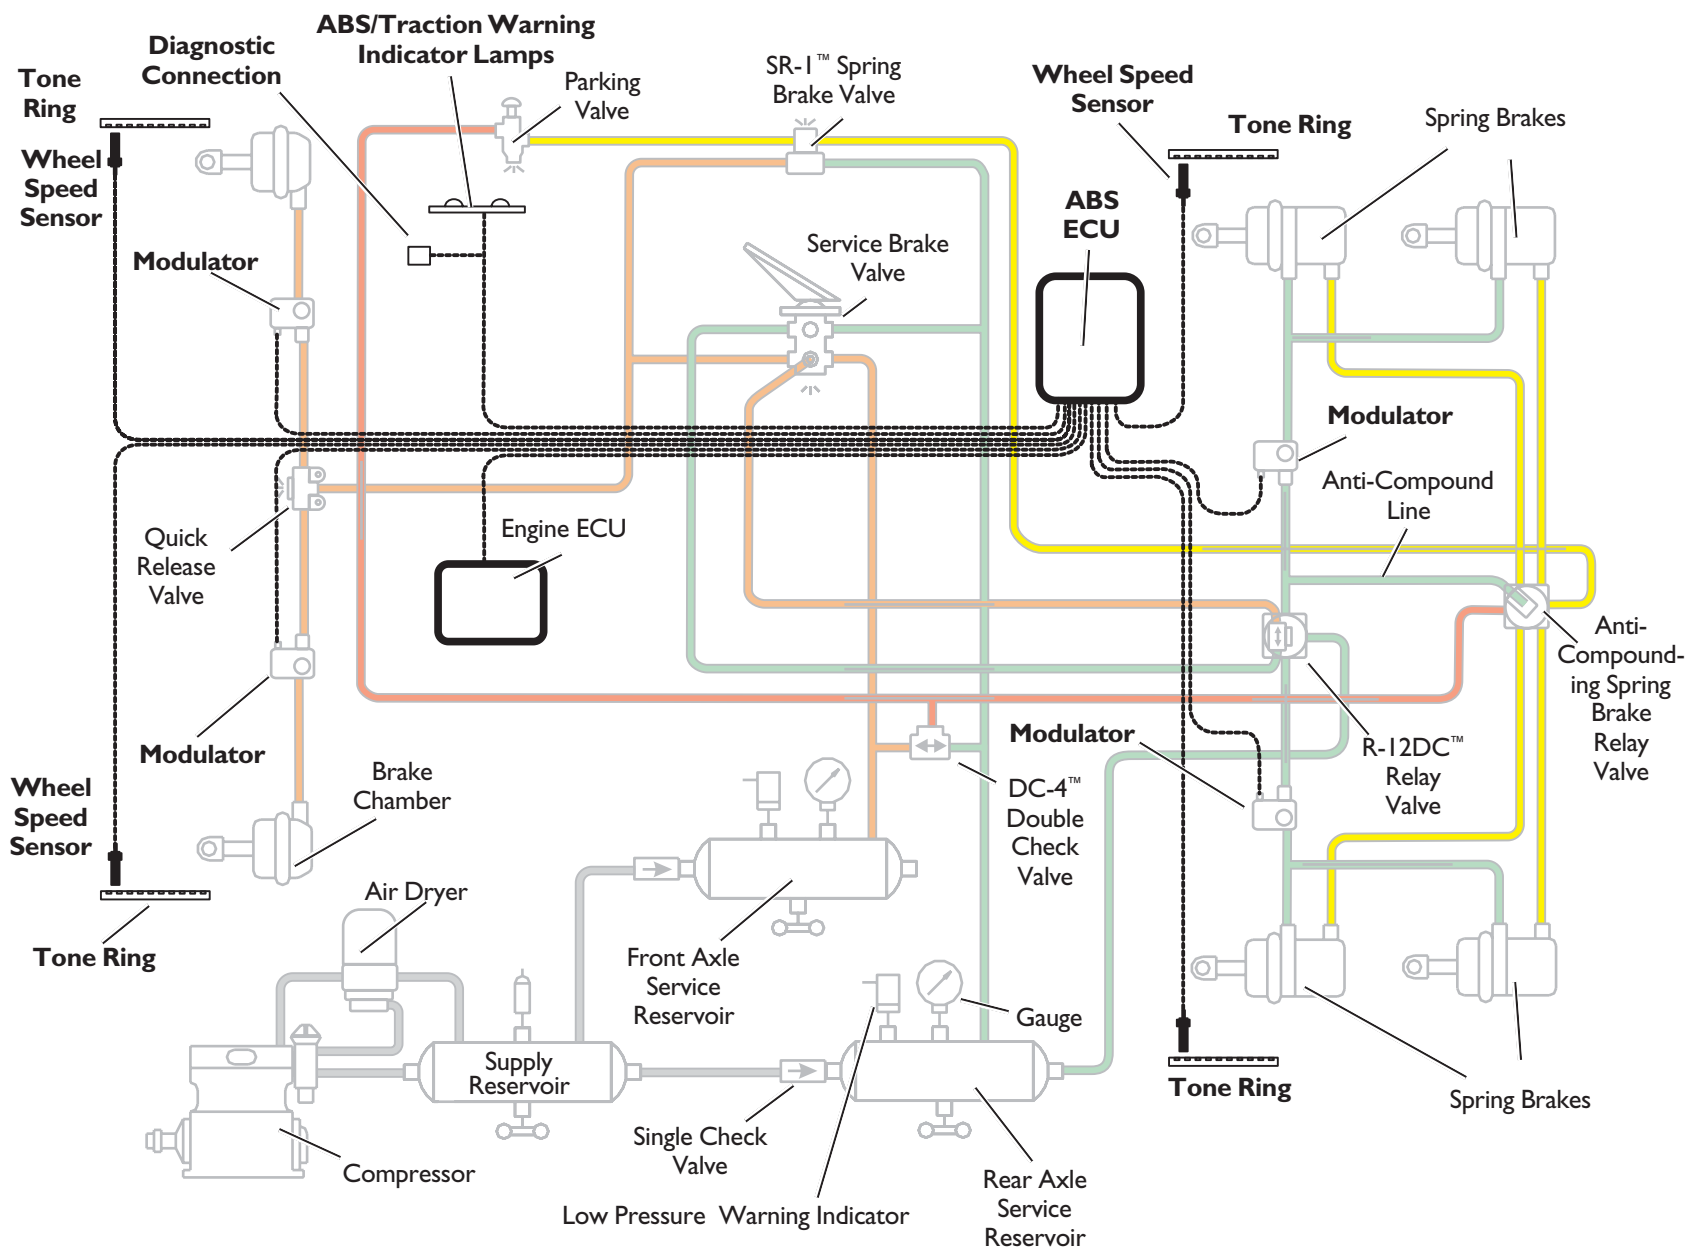 ABS/Traction Warning
Indicator Lamps
Diagnostic
Connection
Tone
Ring
Parking
Valve
SR-1™ Spring
Brake Valve
Wheel Speed
Sensor
Tone Ring
Spring Brakes
Wheel
Speed
Sensor
ABS
ECU
Modulator
Service Brake
Valve
Modulator
Anti-Compound
Line
Quick
Release
Valve
Engine ECU
Anti-
Compound-
ing Spring
Brake
Relay
Valve
Modulator
Modulator
R-12DC™
Relay
Valve
Wheel
Speed
Sensor
Brake
Chamber
DC-4™
Double
Check
Valve
Air Dryer
Tone Ring
Front Axle
Service
Reservoir
Gauge
Supply
Reservoir
Tone Ring
Spring Brakes
Single Check
Valve
Compressor
Rear Axle
Service
Reservoir
Low Pressure Warning Indicator